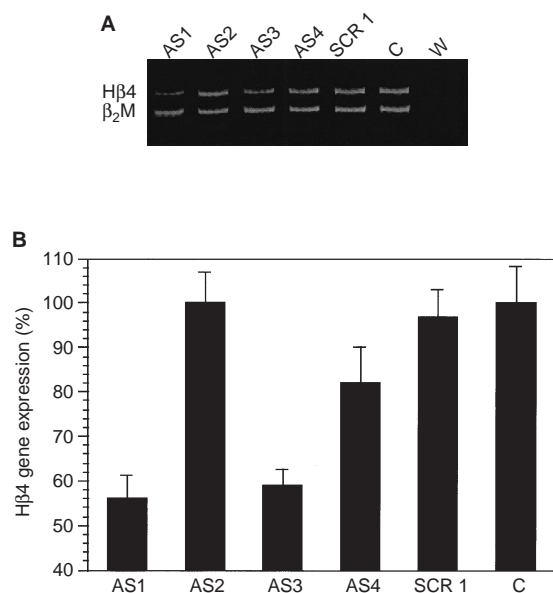 A
AS1 AS2 AS3 AS4 SCR 1 C W
Hβ4
β₂M
B
Hβ4 gene expression (%)
110
100
90
80
70
60
50
40
AS1 AS2 AS3 AS4 SCR 1 C